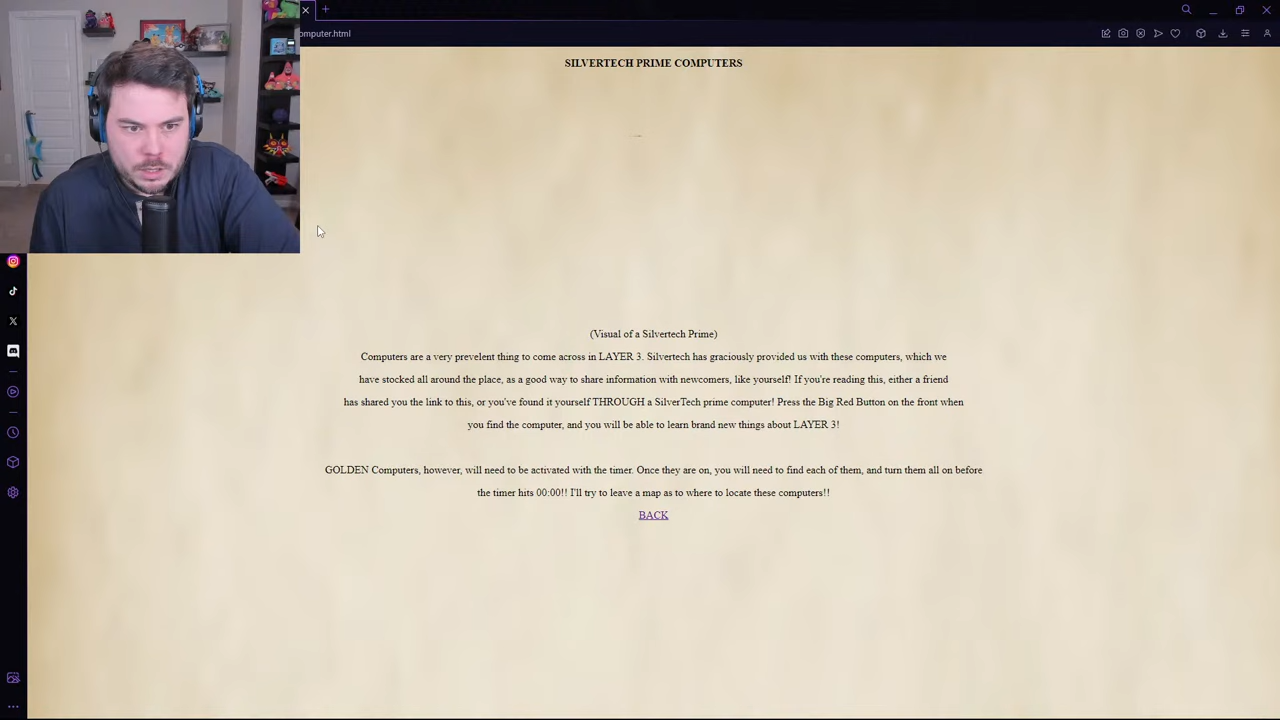 omputer.html
SILVERTECH PRIME COMPUTERS
(Visual of a Silvertech Prime)
Computers are a very prevelent thing to come across in LAYER 3. Silvertech has graciously provided us with these computers, which we
have stocked all around the place, as a good way to share information with newcomers, like yourself! If you're reading this, either a friend
has shared you the link to this, or you've found it yourself THROUGH a SilverTech prime computer! Press the Big Red Button on the front when
you find the computer, and you will be able to learn brand new things about LAYER 3!
GOLDEN Computers, however, will need to be activated with the timer. Once they are on, you will need to find each of them, and turn them all on before
the timer hits 00:00!! I'll try to leave a map as to where to locate these computers!!
BACK